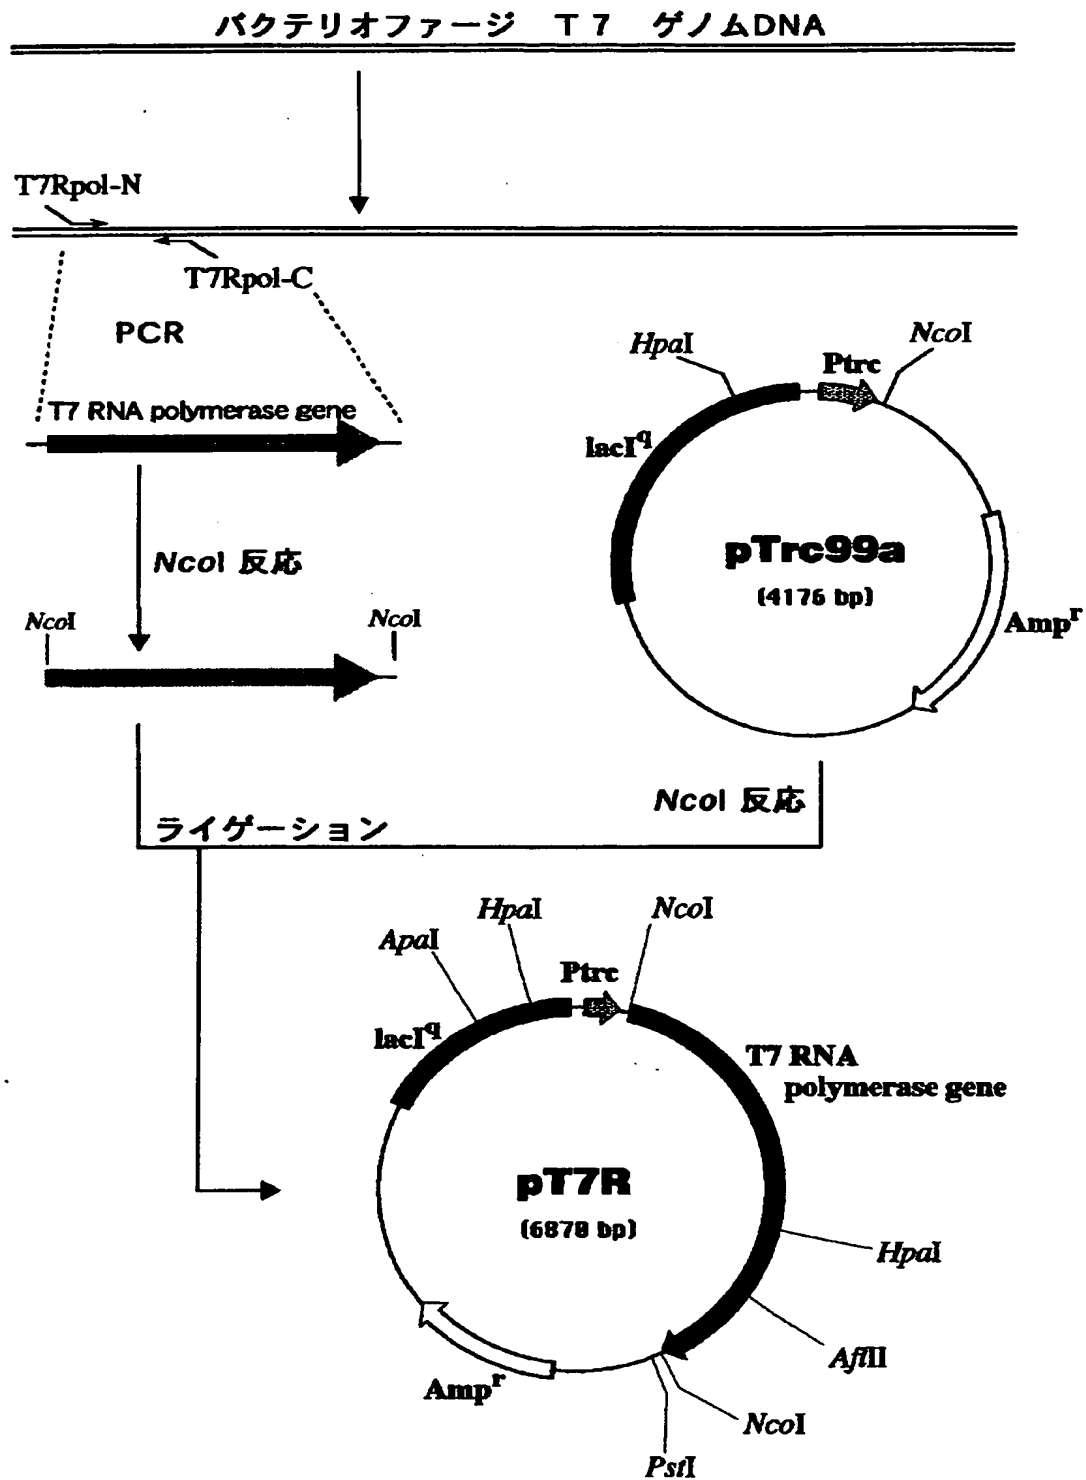 バクテリオファージ T7 ゲノムDNA
T7Rpol-N
T7Rpol-C
PCR
T7 RNA polymerase gene
NcoI 反応
NcoI
NcoI
HpaI
Ptrc
NcoI
lacIq
pTrc99a
(4176 bp)
Ampr
NcoI 反応
ライゲーション
HpaI
NcoI
ApaI
Ptrc
lacIq
T7 RNA
polymerase gene
pT7R
(6870 bp)
HpaI
AflII
Ampr
NcoI
PstI